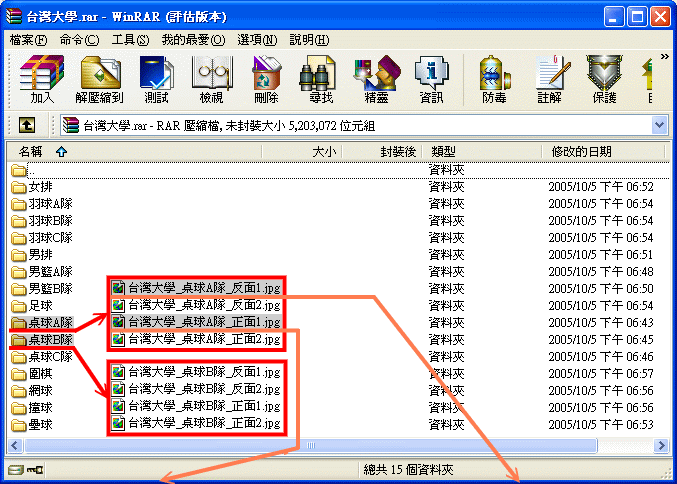 台灣大學.rar - WinRAR (評估版本)
檔案(F) 命令(C) 工具(S) 我的最愛(O) 選項(N) 說明(H)
加入 解壓縮到 測試 檢視 刪除 尋找 精靈 資訊 防毒 註解 保護
台灣大學.rar - RAR 壓縮檔, 未封裝大小 5,203,072 位元組
名稱 大小 封裝後 類型 修改的日期
.. 資料夾
女排 資料夾 2005/10/5 下午 06:52
羽球A隊 資料夾 2005/10/5 下午 06:54
羽球B隊 資料夾 2005/10/5 下午 06:54
羽球C隊 資料夾 2005/10/5 下午 06:54
男排 資料夾 2005/10/5 下午 06:51
男籃A隊 資料夾 2005/10/5 下午 06:48
男籃B隊 資料夾 2005/10/5 下午 06:50
足球 資料夾 2005/10/5 下午 06:54
桌球A隊 資料夾 2005/10/5 下午 06:43
桌球B隊 資料夾 2005/10/5 下午 06:45
桌球C隊 資料夾 2005/10/5 下午 06:46
圍棋 資料夾 2005/10/5 下午 06:57
網球 資料夾 2005/10/5 下午 06:56
撞球 資料夾 2005/10/5 下午 06:56
壘球 資料夾 2005/10/5 下午 06:53
台灣大學_桌球A隊_反面1.jpg
台灣大學_桌球A隊_反面2.jpg
台灣大學_桌球A隊_正面1.jpg
台灣大學_桌球A隊_正面2.jpg
台灣大學_桌球B隊_反面1.jpg
台灣大學_桌球B隊_反面2.jpg
台灣大學_桌球B隊_正面1.jpg
台灣大學_桌球B隊_正面2.jpg
總共 15 個資料夾